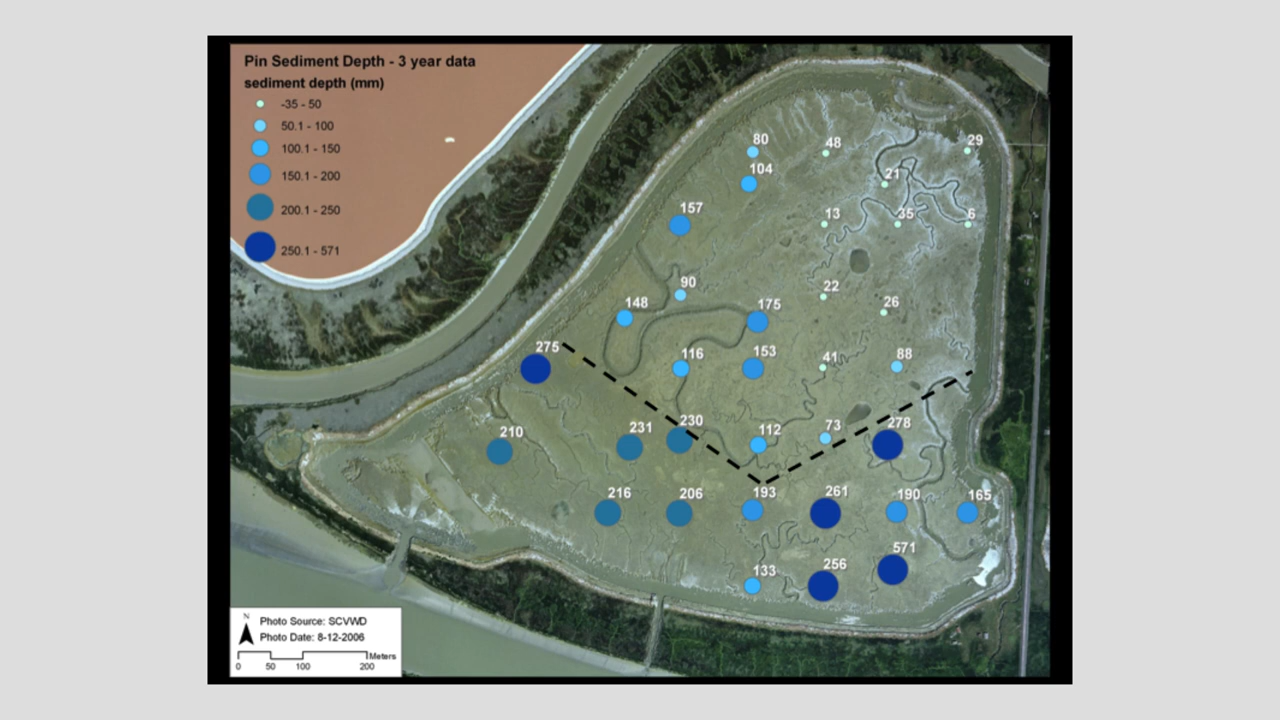 Pin Sediment Depth - 3 year data
sediment depth (mm)
-35 - 50
50.1 - 100
100.1 - 150
150.1 - 200
200.1 - 250
250.1 - 571
80
48
29
104
21
157
13
35
6
90
22
148
175
26
275
116
153
41
88
210
231
230
112
73
278
216
206
193
261
190
165
133
256
571
N
Photo Source: SCVWD
Photo Date: 8-12-2006
Meters
0 50 100 200